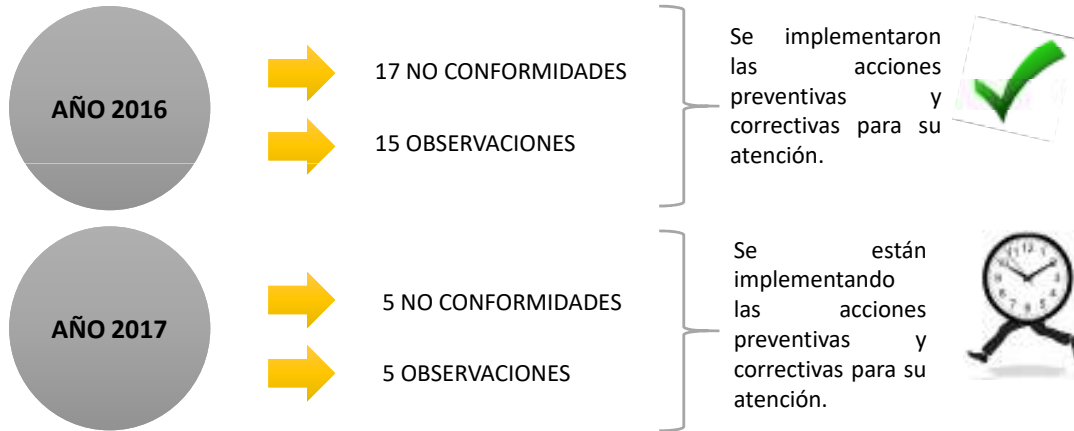 AÑO 2016
17 NO CONFORMIDADES
15 OBSERVACIONES
Se implementaron
las acciones
preventivas y
correctivas para su
atención.
AÑO 2017
5 NO CONFORMIDADES
5 OBSERVACIONES
Se están
implementando
las acciones
preventivas y
correctivas para su
atención.